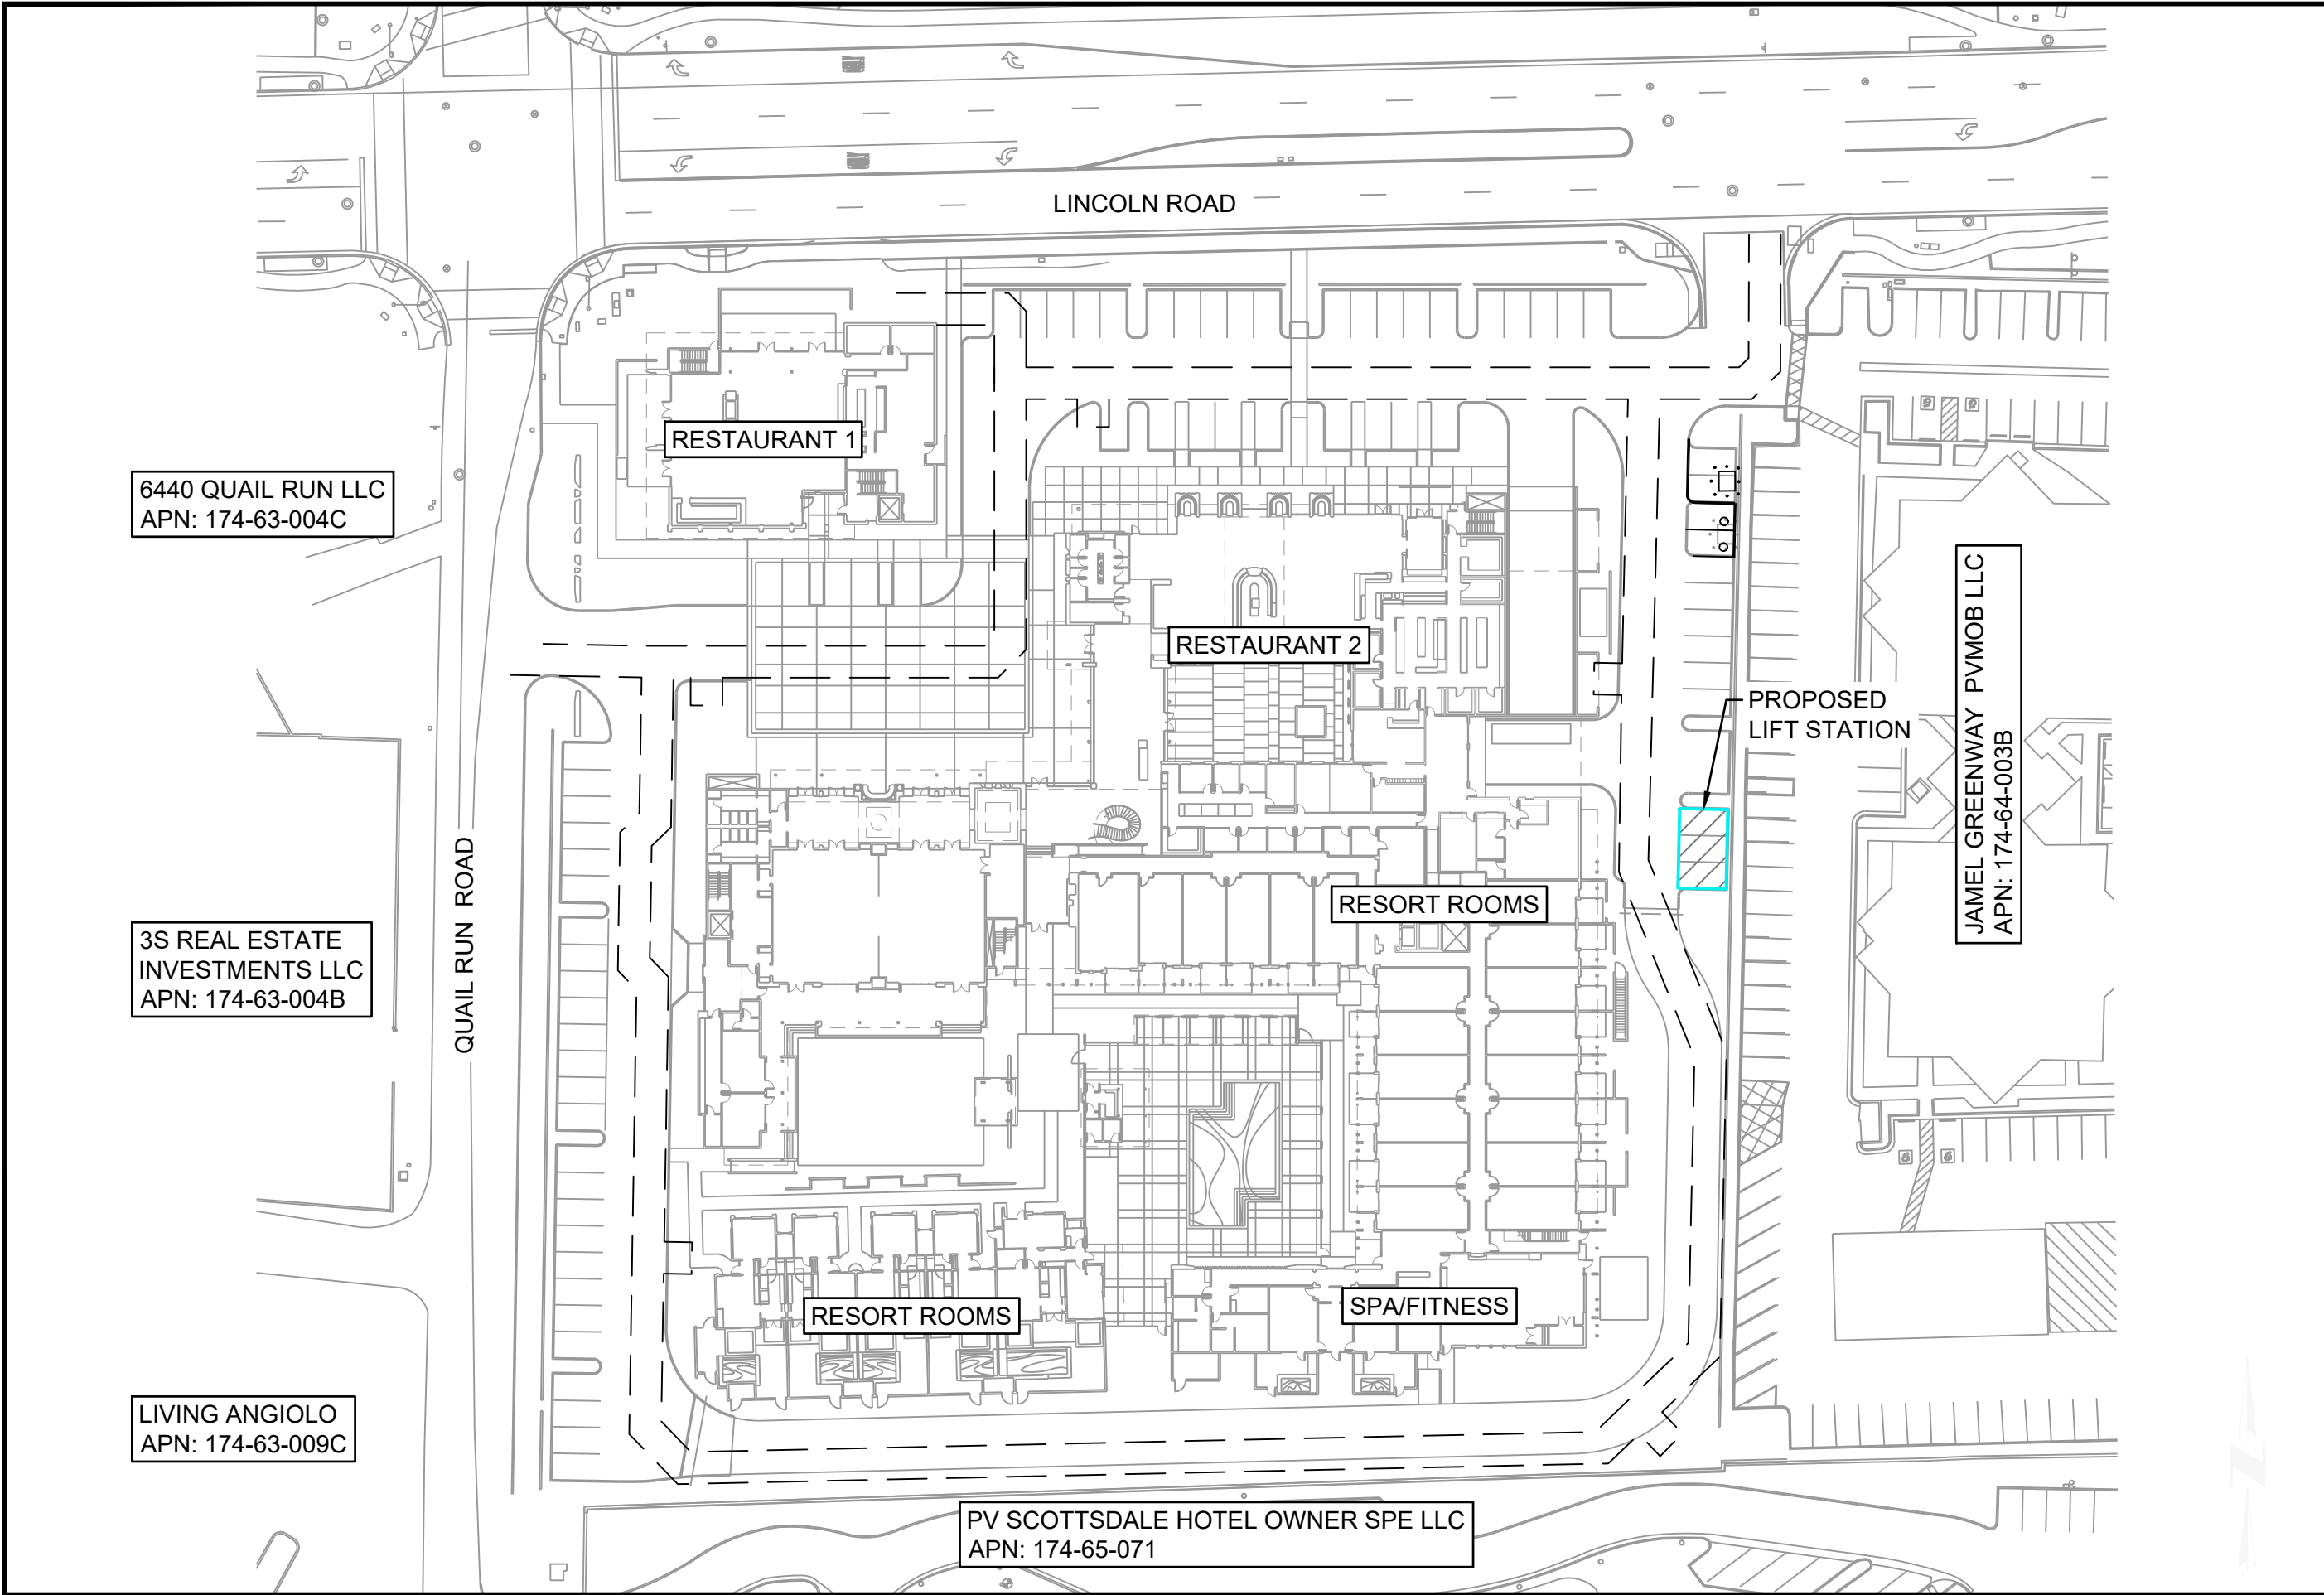 LINCOLN ROAD
RESTAURANT 1
6440 QUAIL RUN LLC
APN: 174-63-004C
RESTAURANT 2
PROPOSED
LIFT STATION
JAMEL GREENWAY PVMOB LLC
APN: 174-64-003B
QUAIL RUN ROAD
RESORT ROOMS
3S REAL ESTATE
INVESTMENTS LLC
APN: 174-63-004B
RESORT ROOMS
SPA/FITNESS
LIVING ANGIOLO
APN: 174-63-009C
PV SCOTTSDALE HOTEL OWNER SPE LLC
APN: 174-65-071
N